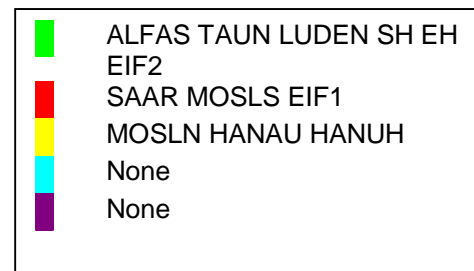 ALFAS TAUN LUDEN SH EH
EIF2
SAAR MOSLS EIF1
MOSLN HANAU HANUH
None
None